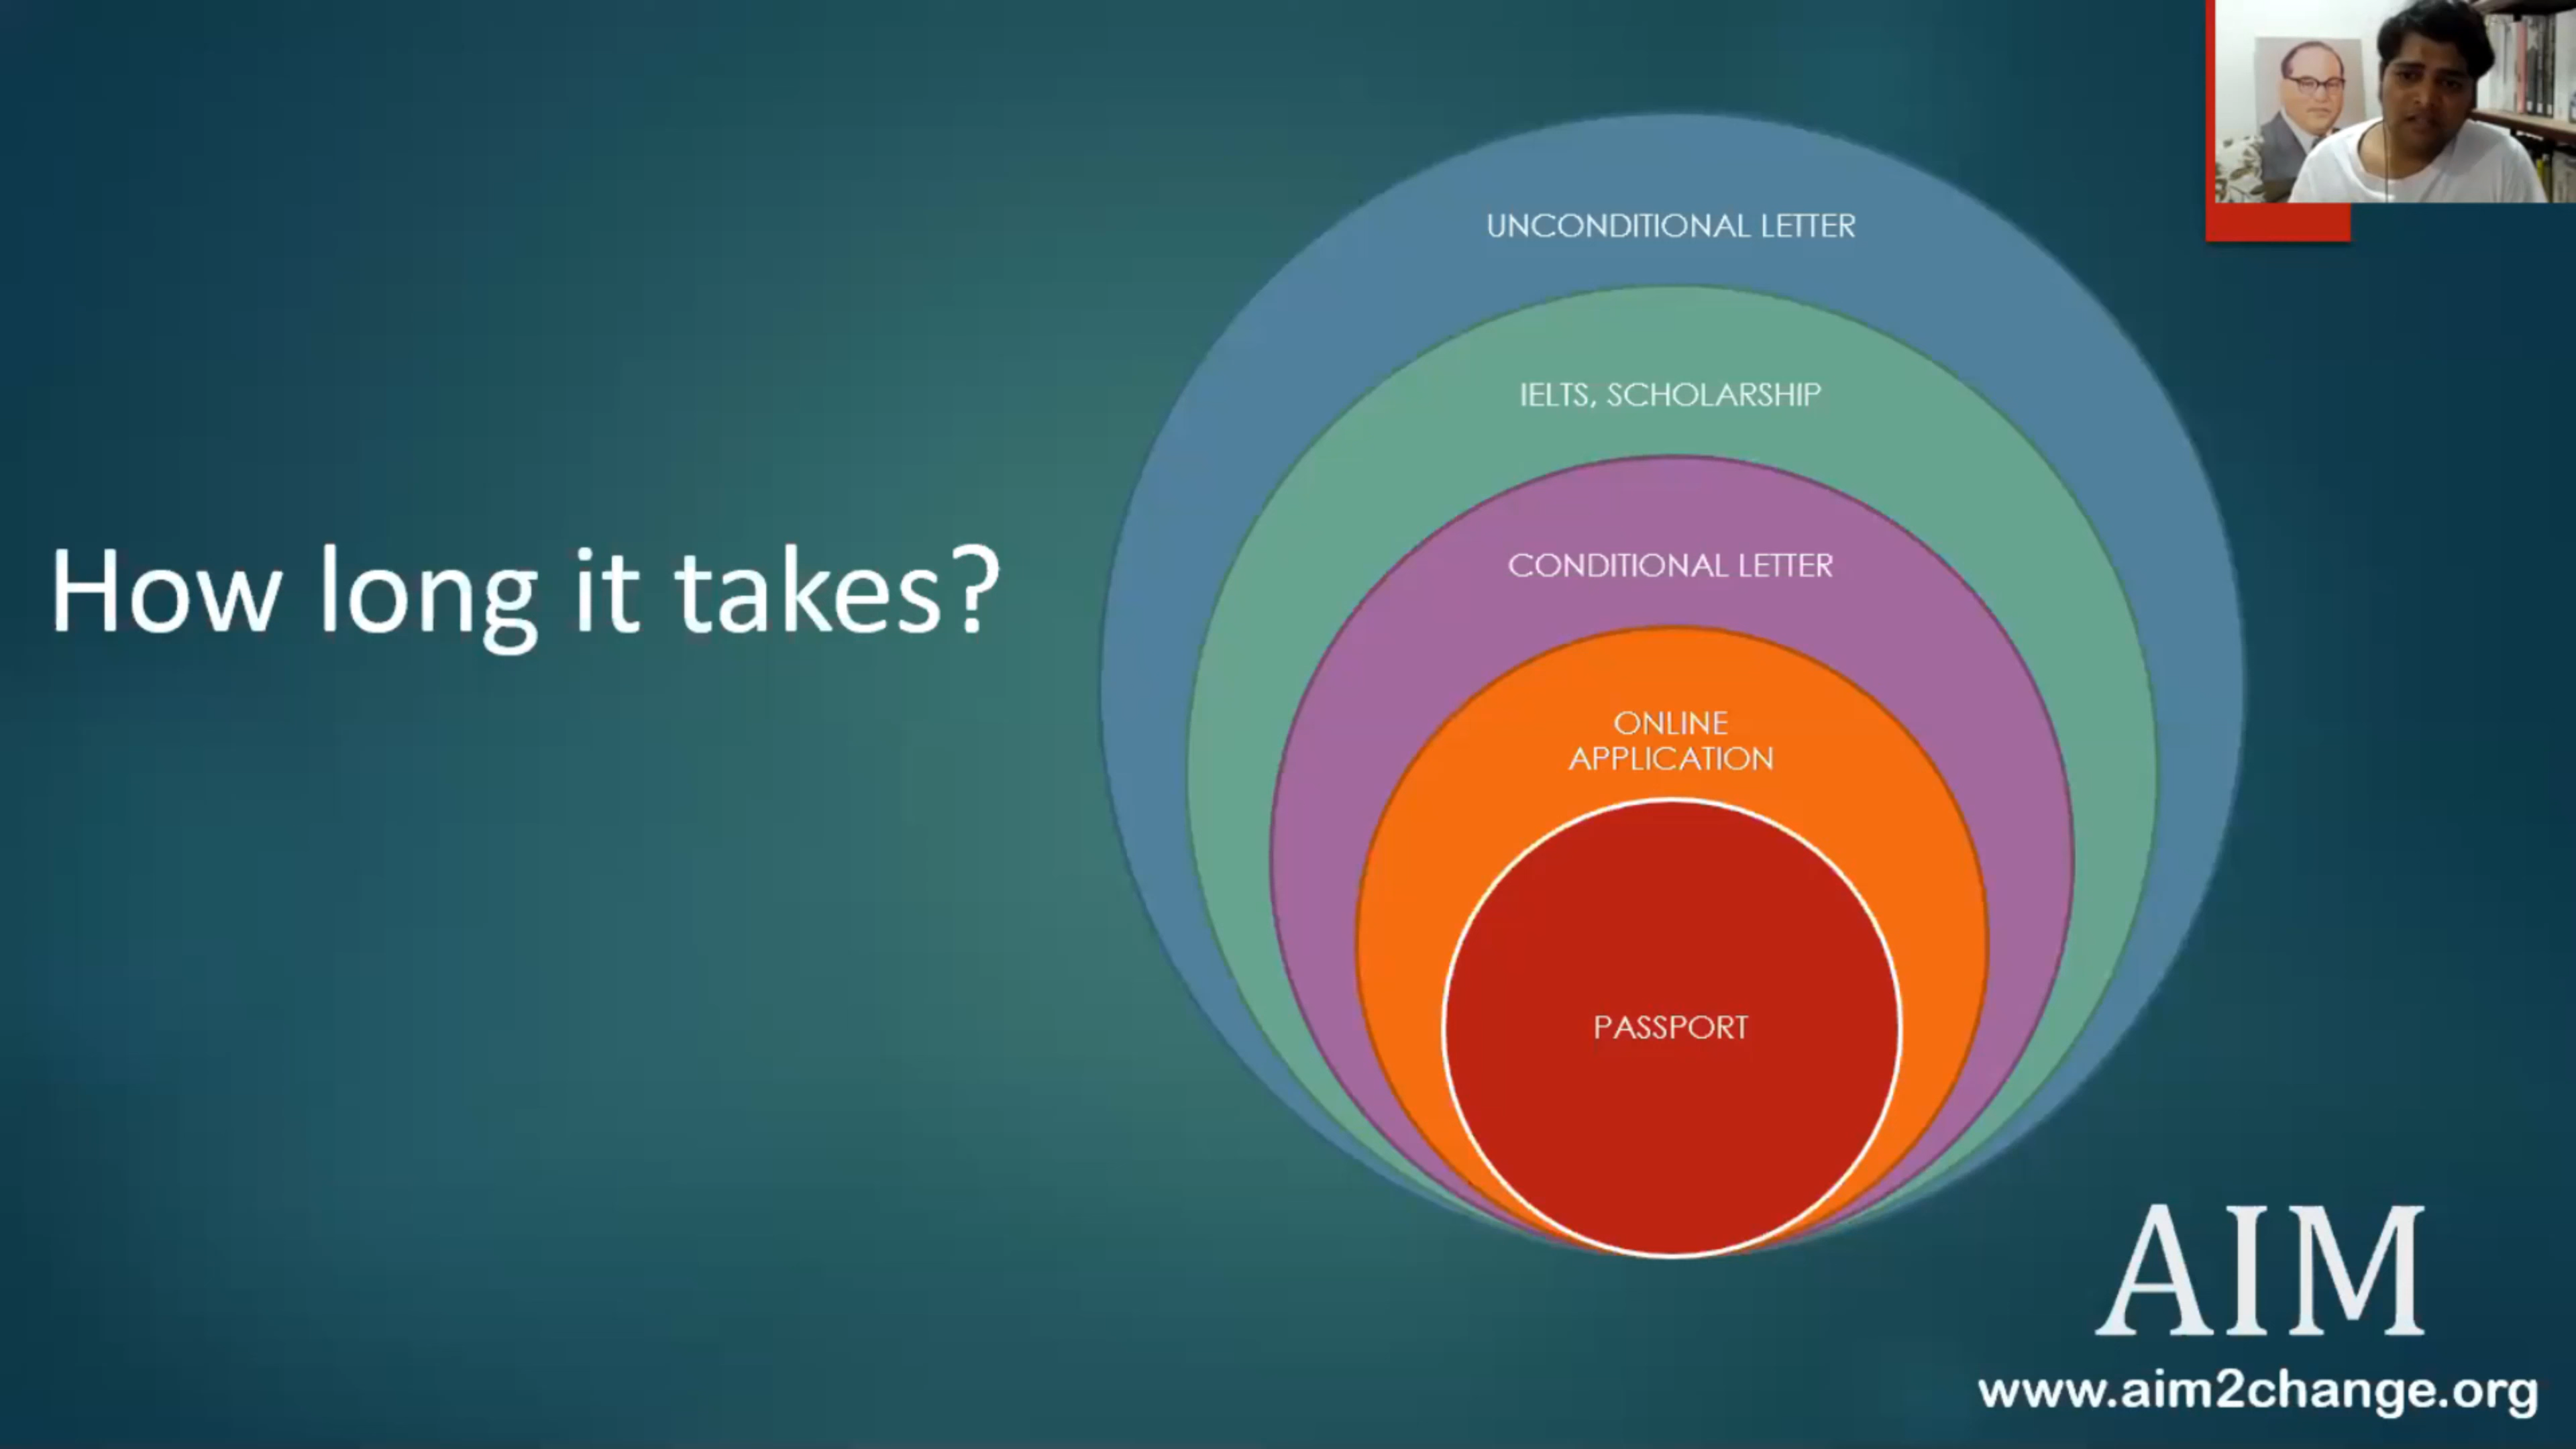 How long it takes?
UNCONDITIONAL LETTER
IELTS, SCHOLARSHIP
CONDITIONAL LETTER
ONLINE
APPLICATION
PASSPORT
AIM
www.aim2change.org